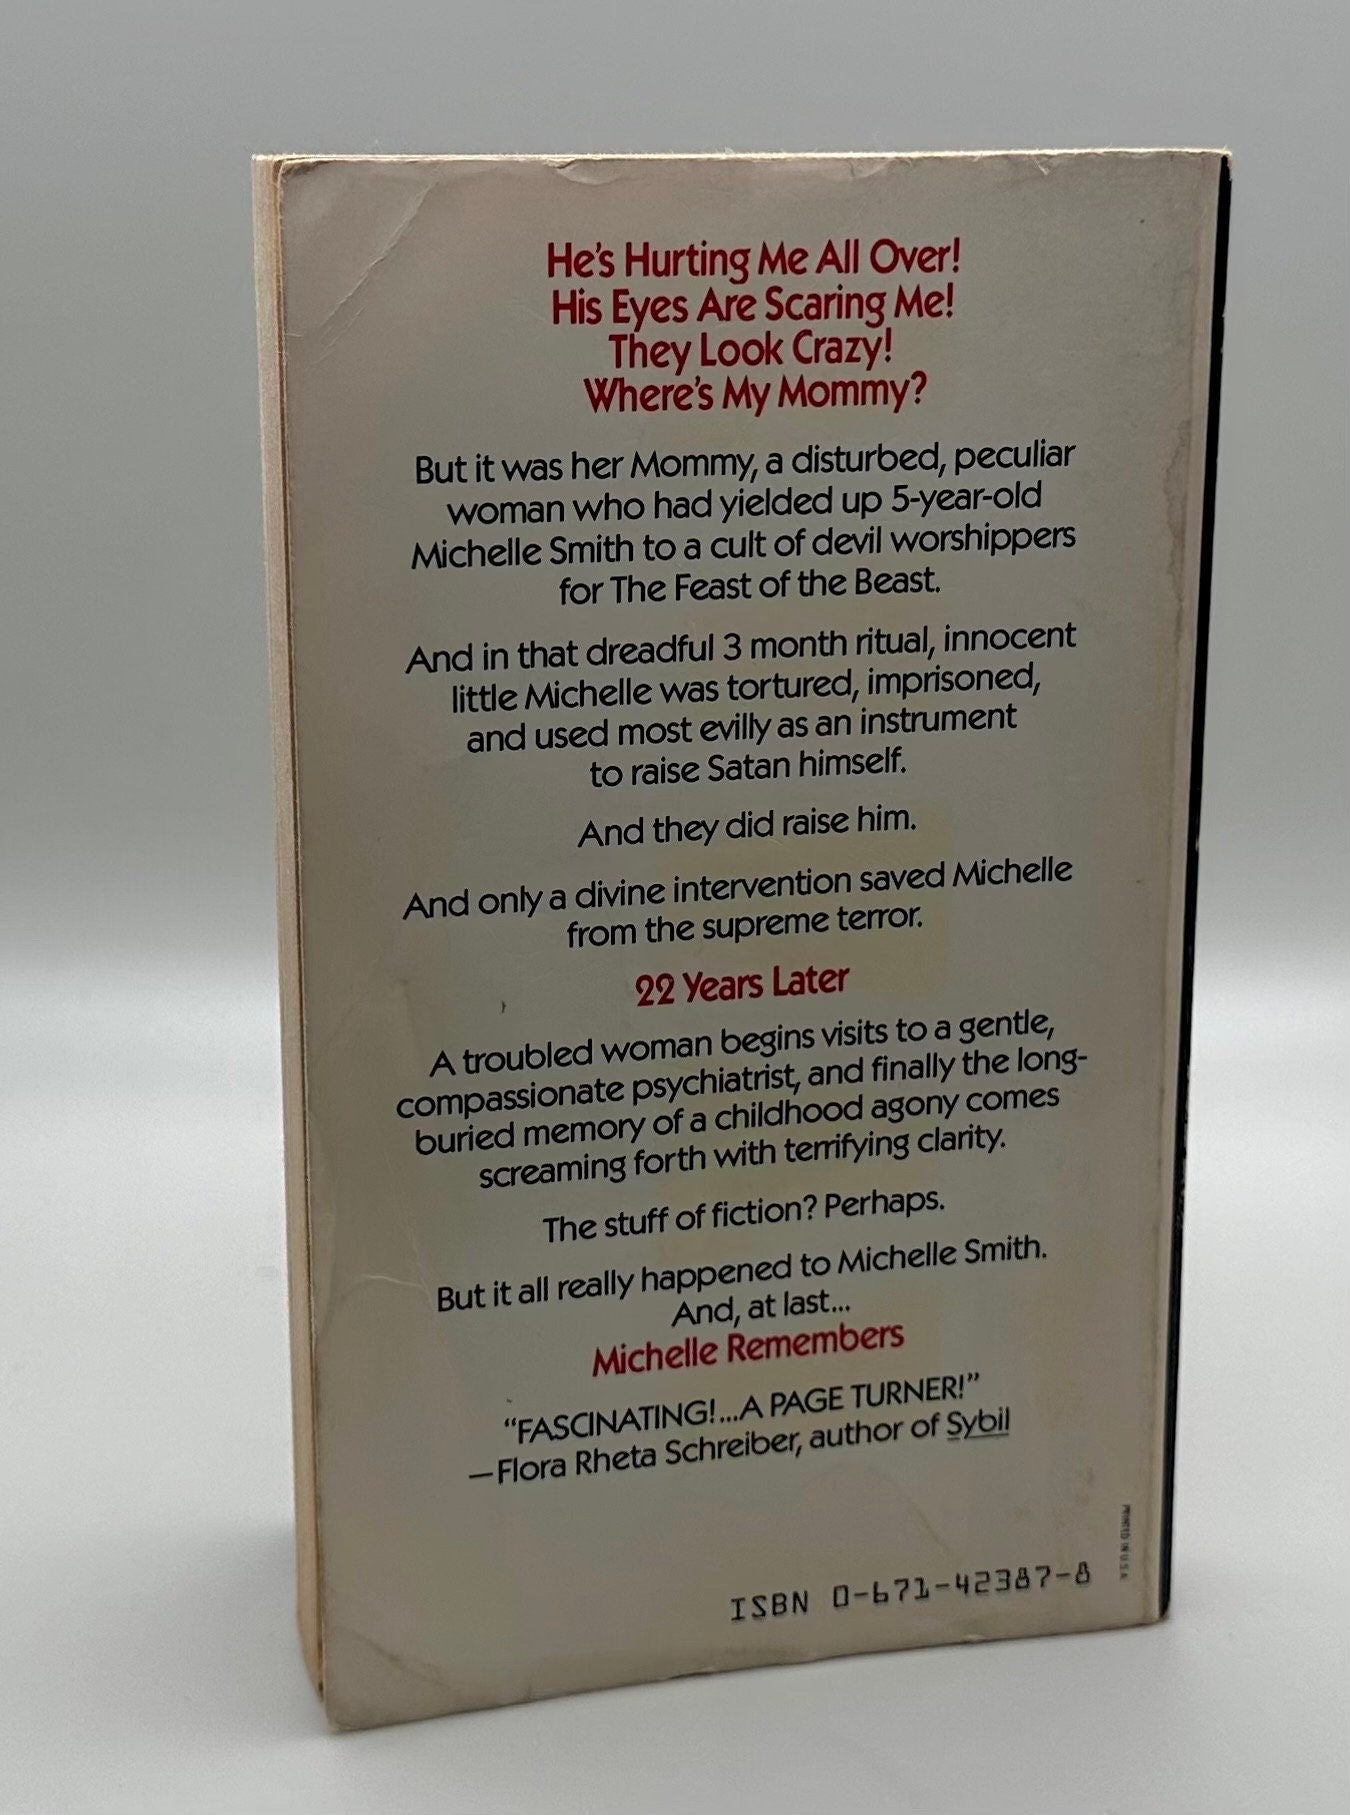 He's Hurting Me All Over!
His Eyes Are Scaring Me!
They Look Crazy!
Where's My Mommy?
But it was her Mommy, a disturbed, peculiar
woman who had yielded up 5-year-old
Michelle Smith to a cult of devil worshippers
for The Feast of the Beast.
And in that dreadful 3 month ritual, innocent
little Michelle was tortured, imprisoned,
and used most evilly as an instrument
to raise Satan himself.
And they did raise him.
And only a divine intervention saved Michelle
from the supreme terror.
22 Years Later
A troubled woman begins visits to a gentle,
compassionate psychiatrist, and finally the long-
buried memory of a childhood agony comes
screaming forth with terrifying clarity.
The stuff of fiction? Perhaps.
But it all really happened to Michelle Smith.
And, at last...
Michelle Remembers
“FASCINATING!...A PAGE TURNER!”
—Flora Rheta Schreiber, author of Sybil
PRINTED IN U.S.A.
ISBN 0-671-42387-8